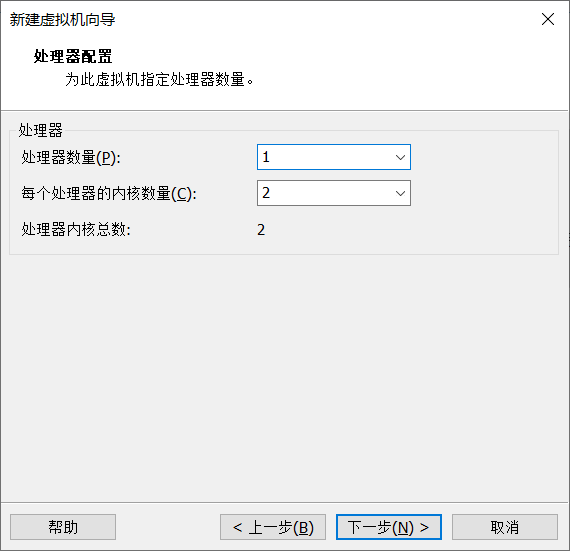 新建虚拟机向导
处理器配置
为此虚拟机指定处理器数量。
处理器
处理器数量(P): 1
每个处理器的内核数量(C): 2
处理器内核总数: 2
帮助 < 上一步(B) 下一步(N) > 取消